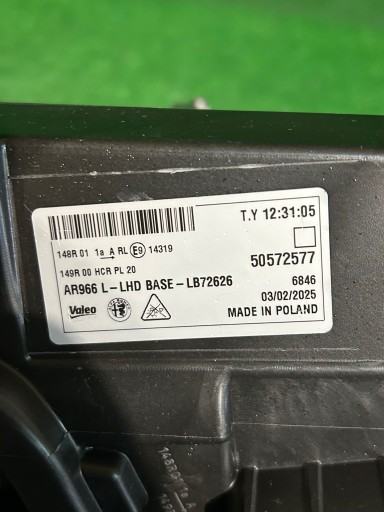 T.Y 12:31:05
148R 01 1a A RL E9 14319
149R 00 HCR PL 20
50572577
AR966 L-LHD BASE-LB72626
6846
Valeo
03/02/2025
MADE IN POLAND